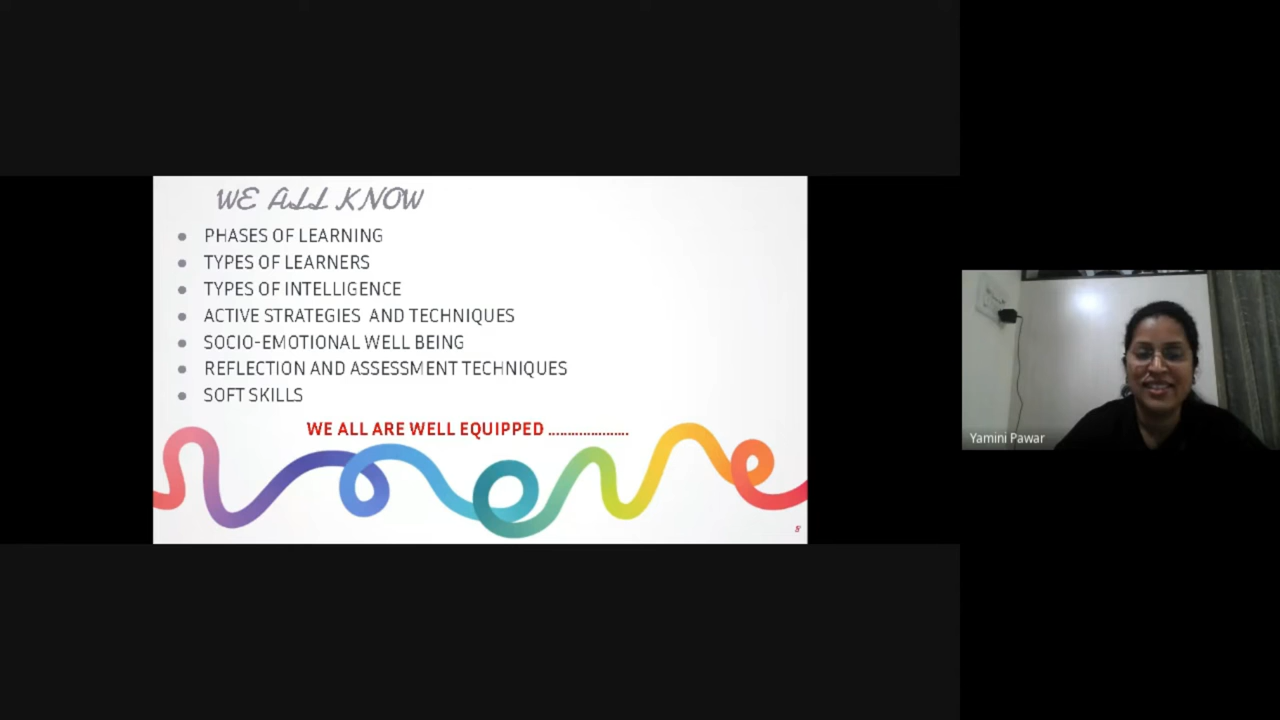 WE ALL KNOW
PHASES OF LEARNING
TYPES OF LEARNERS
TYPES OF INTELLIGENCE
ACTIVE STRATEGIES AND TECHNIQUES
SOCIO-EMOTIONAL WELL BEING
REFLECTION AND ASSESSMENT TECHNIQUES
SOFT SKILLS
WE ALL ARE WELL EQUIPPED .....................
5
Yamini Pawar